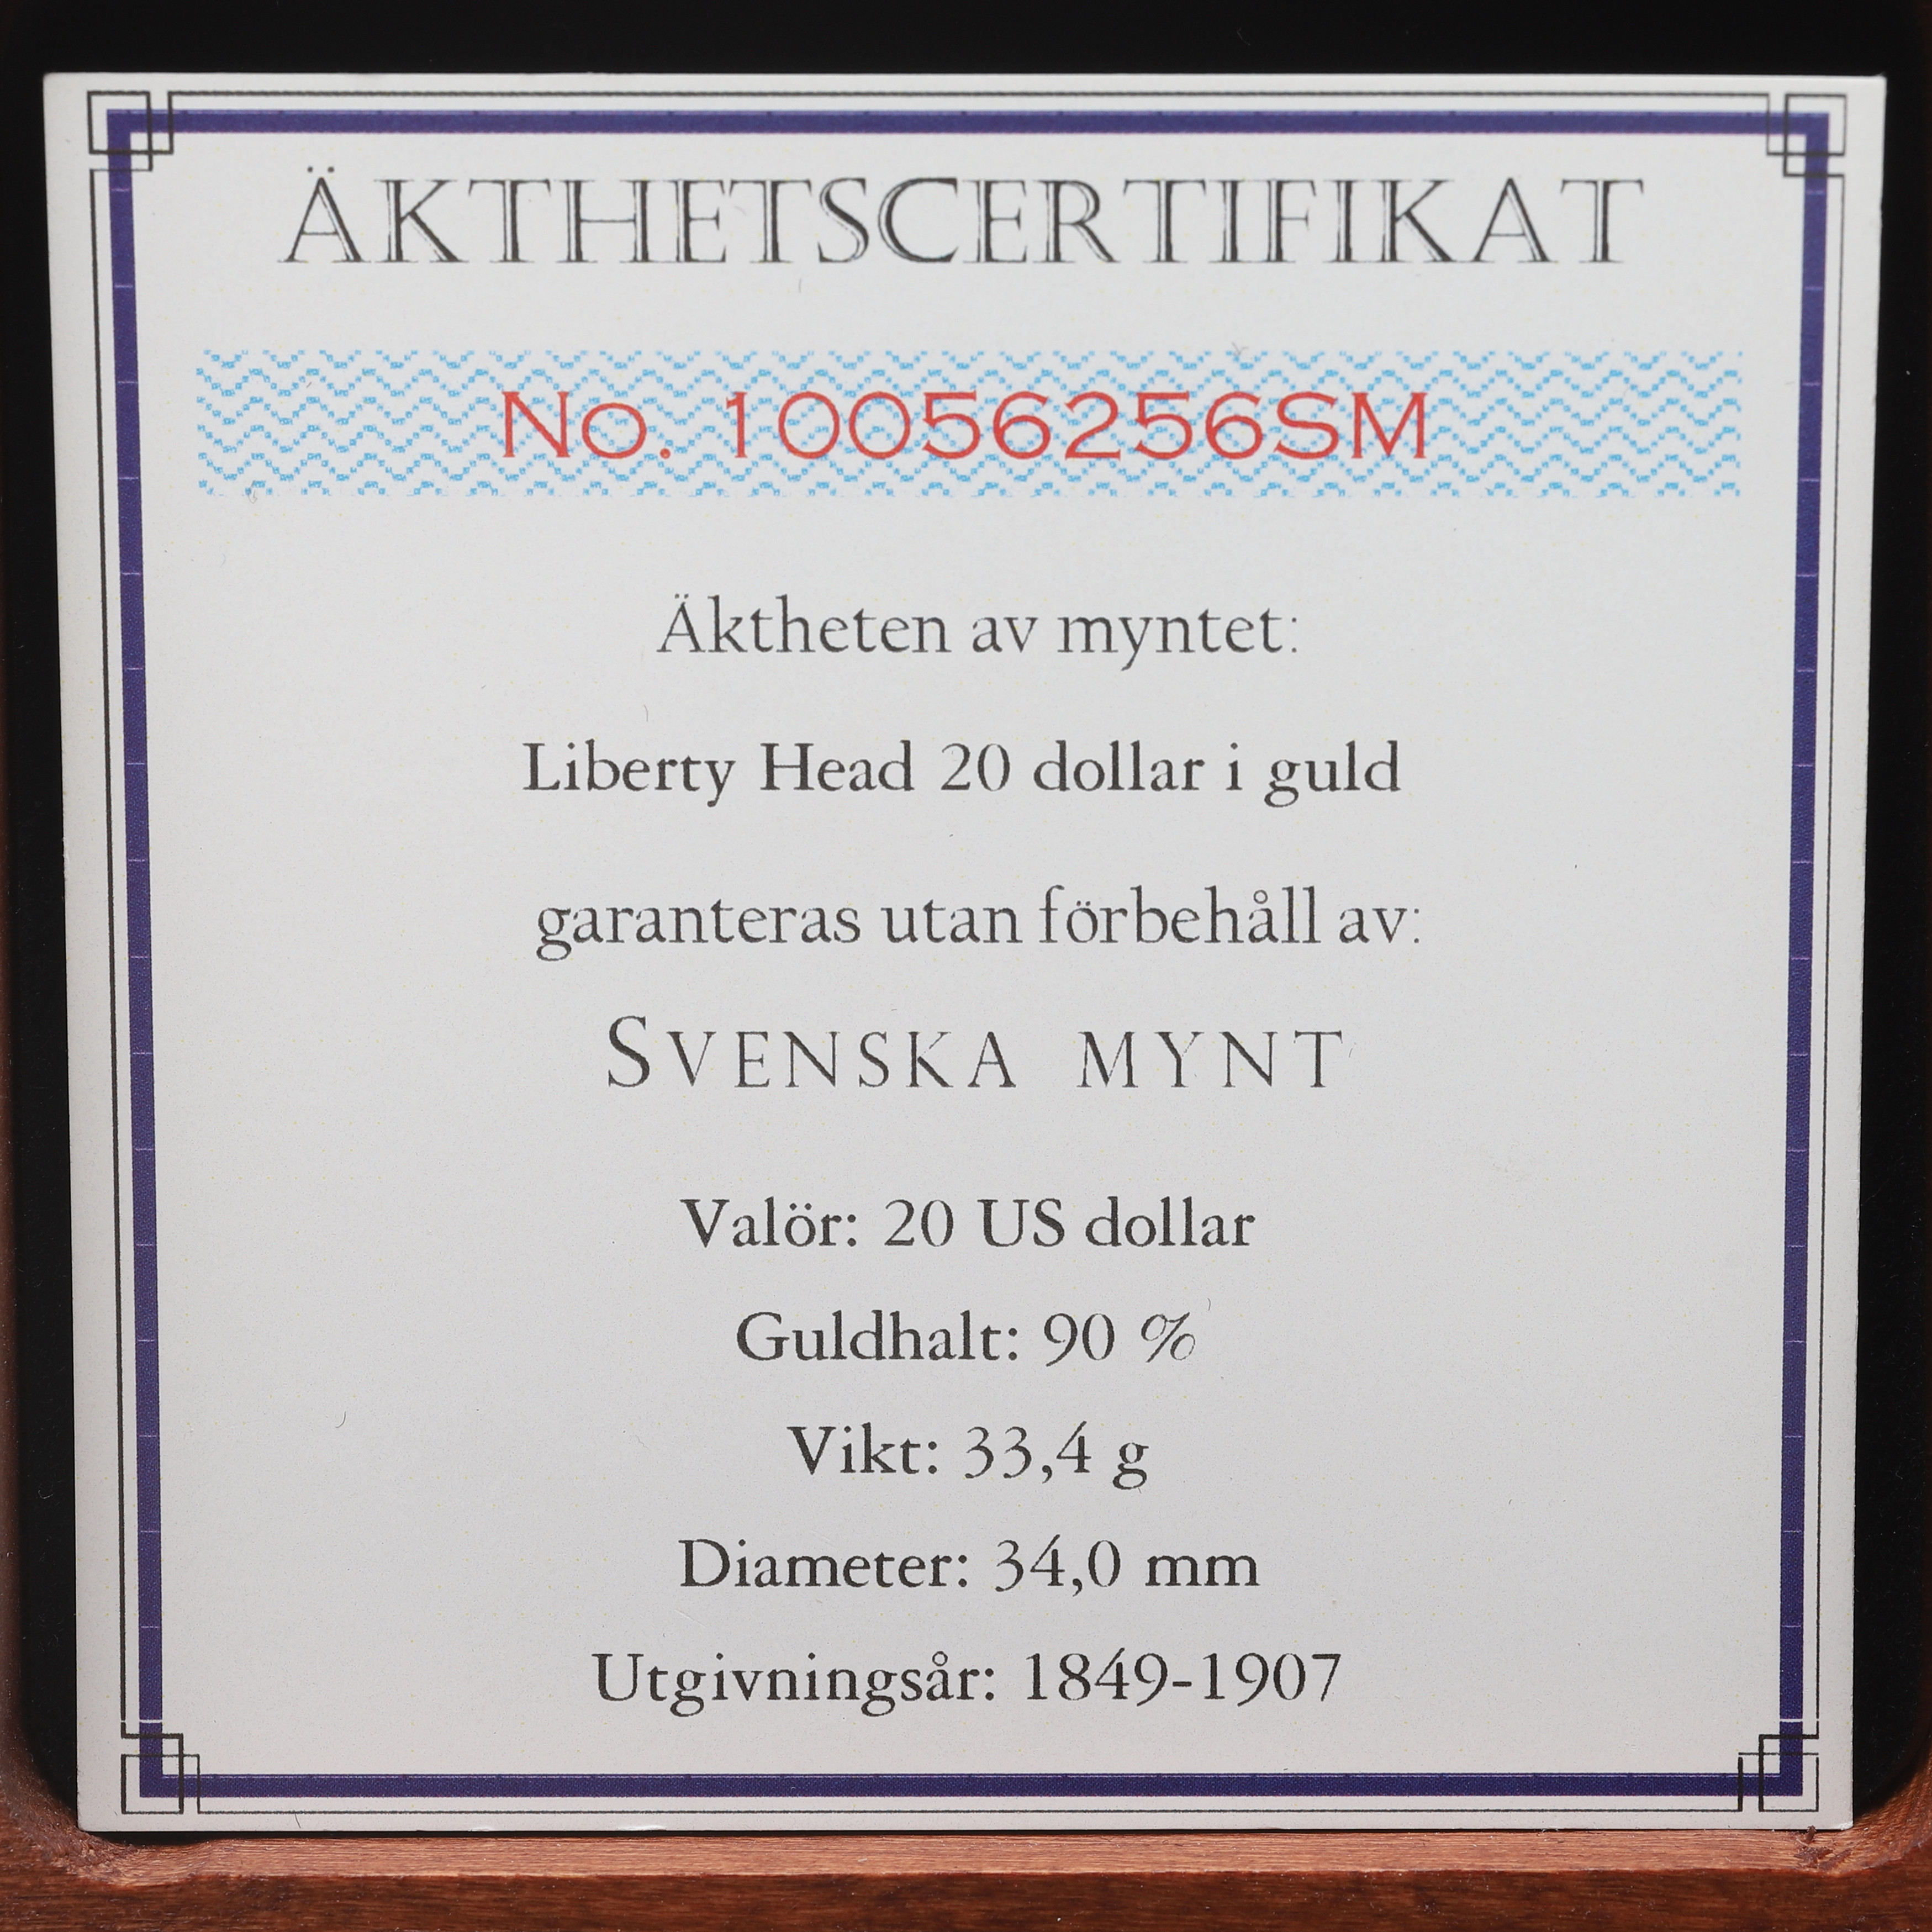 ÄKTHETSCERTIFIKAT
No. 10056256SM
Äktheten av myntet:
Liberty Head 20 dollar i guld
garanteras utan förbehåll av:
SVENSKA MYNT
Valör: 20 US dollar
Guldhalt: 90 %
Vikt: 33,4 g
Diameter: 34,0 mm
Utgivningsår: 1849-1907